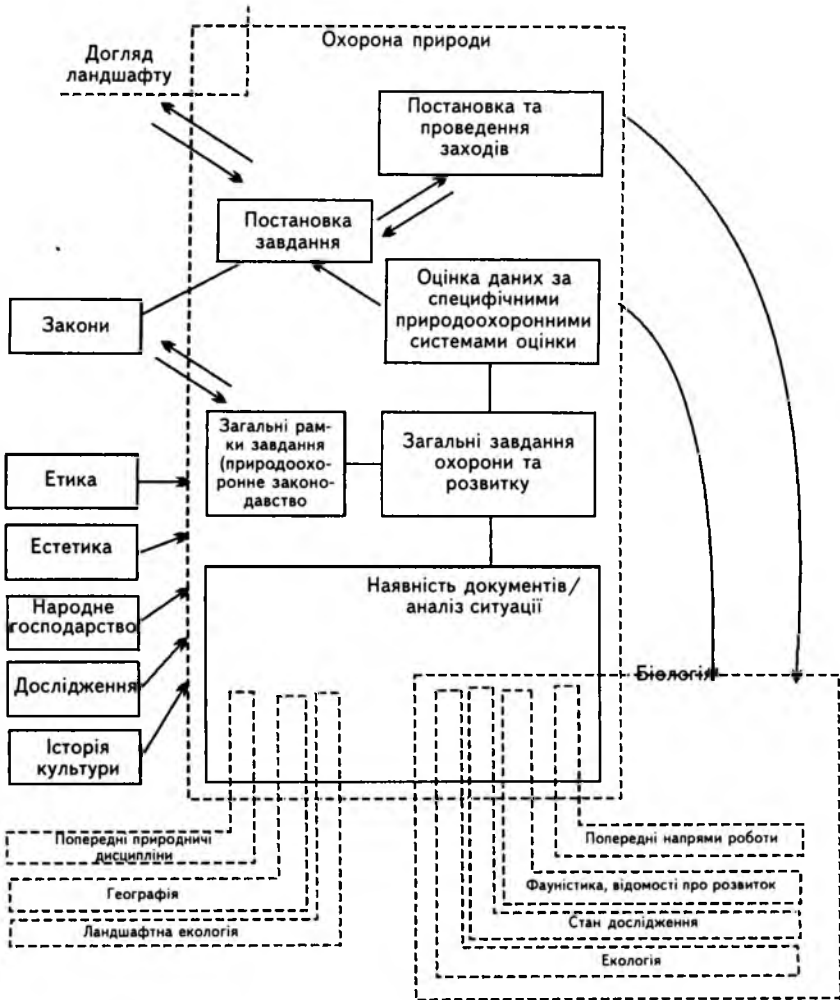 Охорона природи
Догляд
ландшафту
Постановка та
проведення
заходів
Постановка
завдання
Оцінка даних за
специфічними
природоохоронними
системами оцінки
Закони
Загальні рам-
ки завдання
(природоохо-
ронне законо-
давство
Загальні завдання
охорони та
розвитку
Етика
Естетика
Народне
господарство
Дослідження
Історія
культури
Наявність документів/
аналіз ситуації
Біологія
Попередні природничі
дисципліни
Географія
Ландшафтна екологія
Попередні напрями роботи
Фауністика, відомості про розвиток
Стан дослідження
Екологія